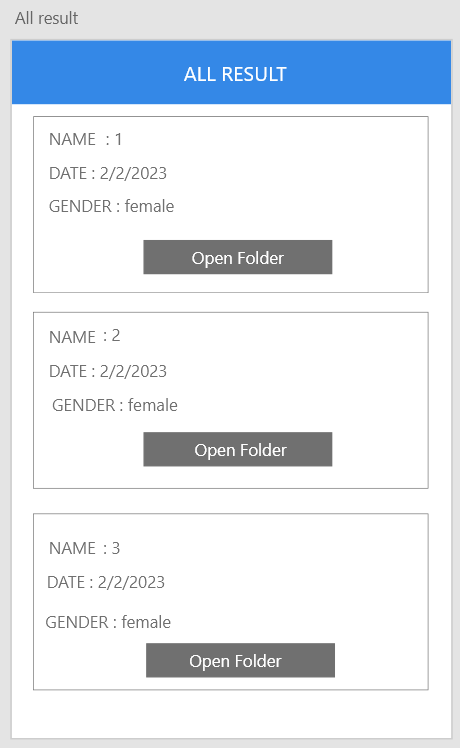 All result
ALL RESULT
NAME : 1
DATE : 2/2/2023
GENDER : female
Open Folder
NAME : 2
DATE : 2/2/2023
GENDER : female
Open Folder
NAME : 3
DATE : 2/2/2023
GENDER : female
Open Folder